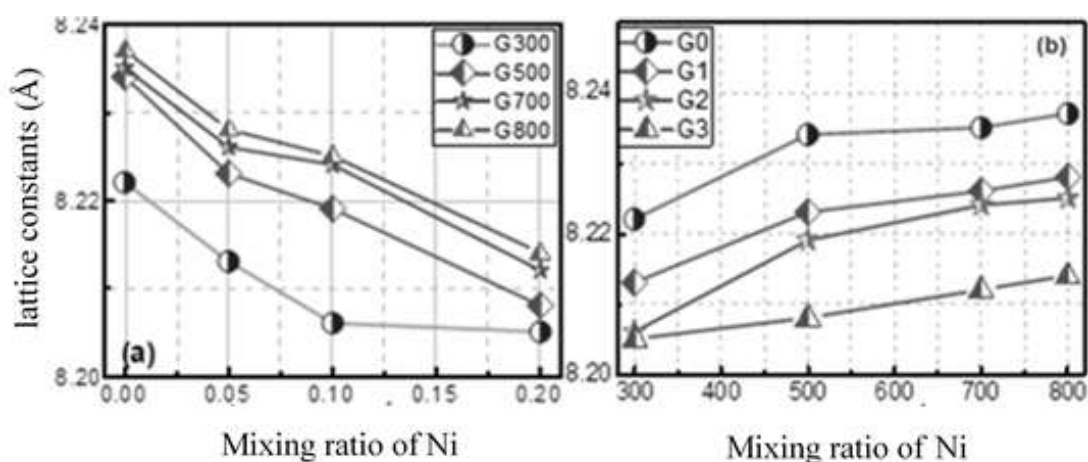 lattice constants (Å)
8.24
8.22
8.20
G300
G500
G700
G800
(a)
0.00 0.05 0.10 0.15 0.20
Mixing ratio of Ni
8.24
8.22
8.20
G0
G1
G2
G3
(b)
300 400 500 600 700 800
Mixing ratio of Ni